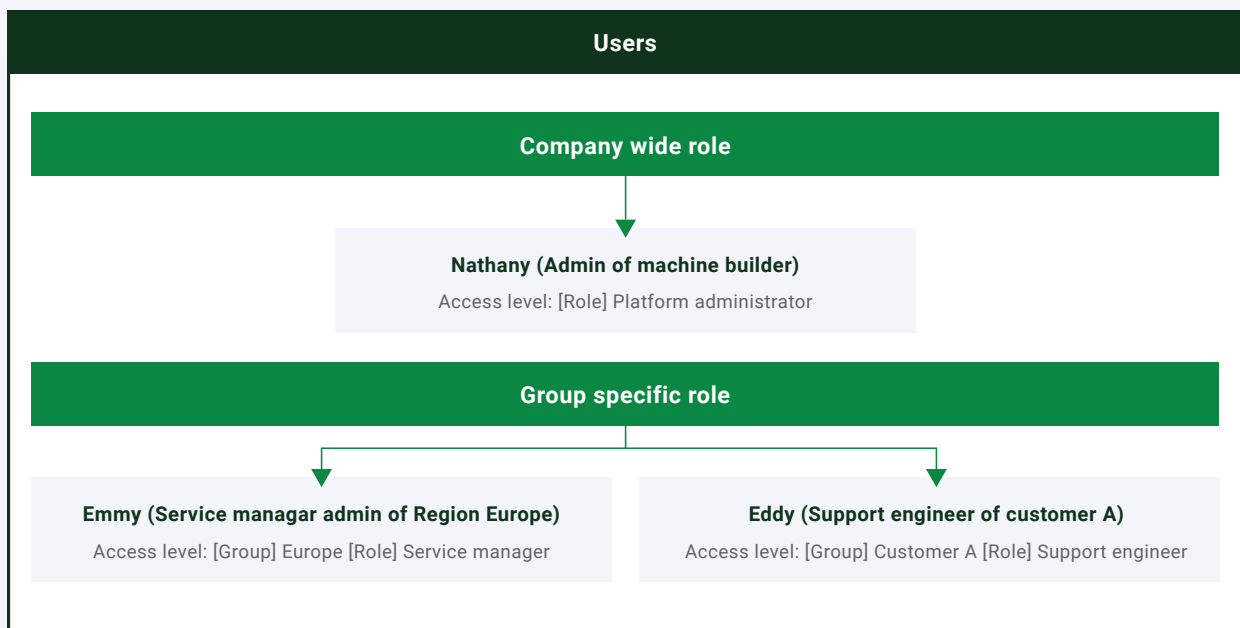 Users
Company wide role
Nathany (Admin of machine builder)
Access level: [Role] Platform administrator
Group specific role
Emmy (Service managar admin of Region Europe)
Access level: [Group] Europe [Role] Service manager
Eddy (Support engineer of customer A)
Access level: [Group] Customer A [Role] Support engineer